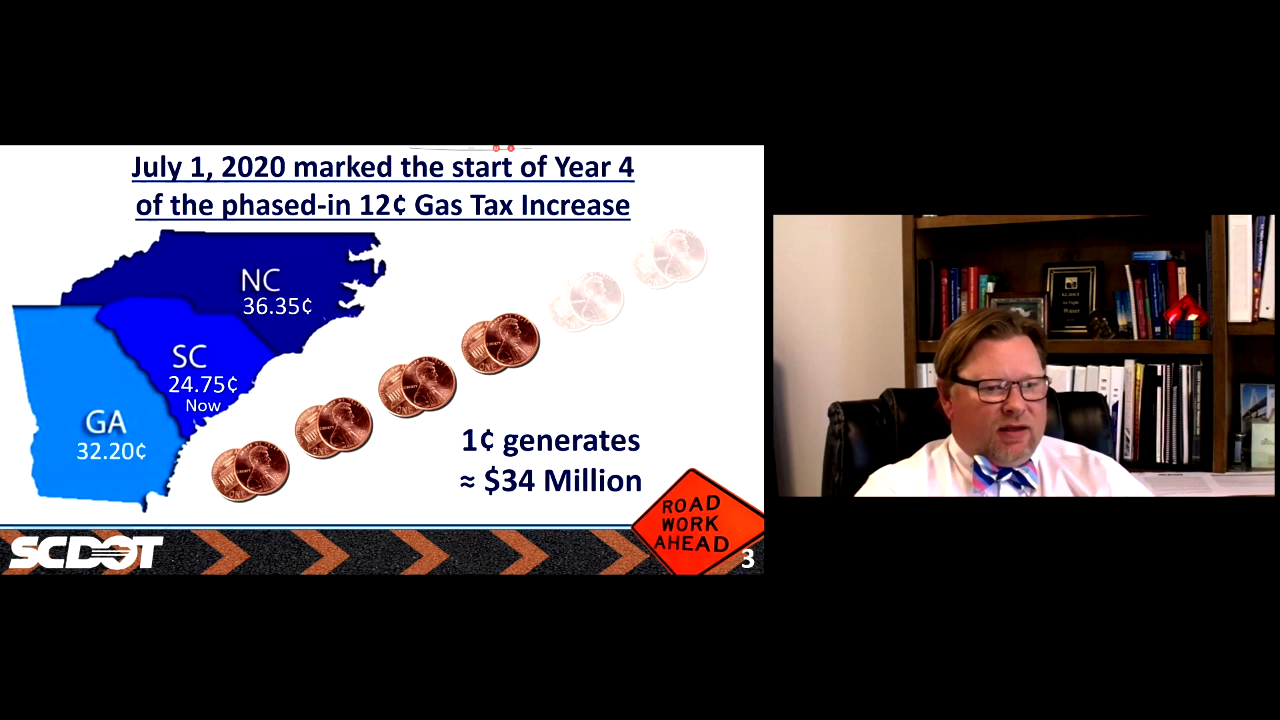 July 1, 2020 marked the start of Year 4
of the phased-in 12¢ Gas Tax Increase
NC
36.35¢
SC
24.75¢
Now
GA
32.20¢
1¢ generates
≈ $34 Million
ROAD
WORK
AHEAD
SCDOT
3